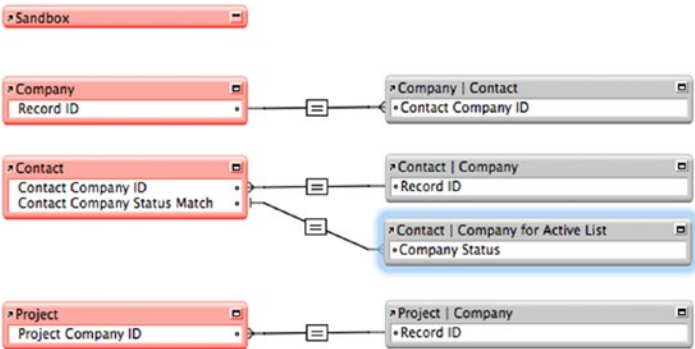 Sandbox
Company
Record ID
Company | Contact
Contact Company ID
Contact
Contact Company ID
Contact Company Status Match
Contact | Company
Record ID
Contact | Company for Active List
Company Status
Project
Project Company ID
Project | Company
Record ID